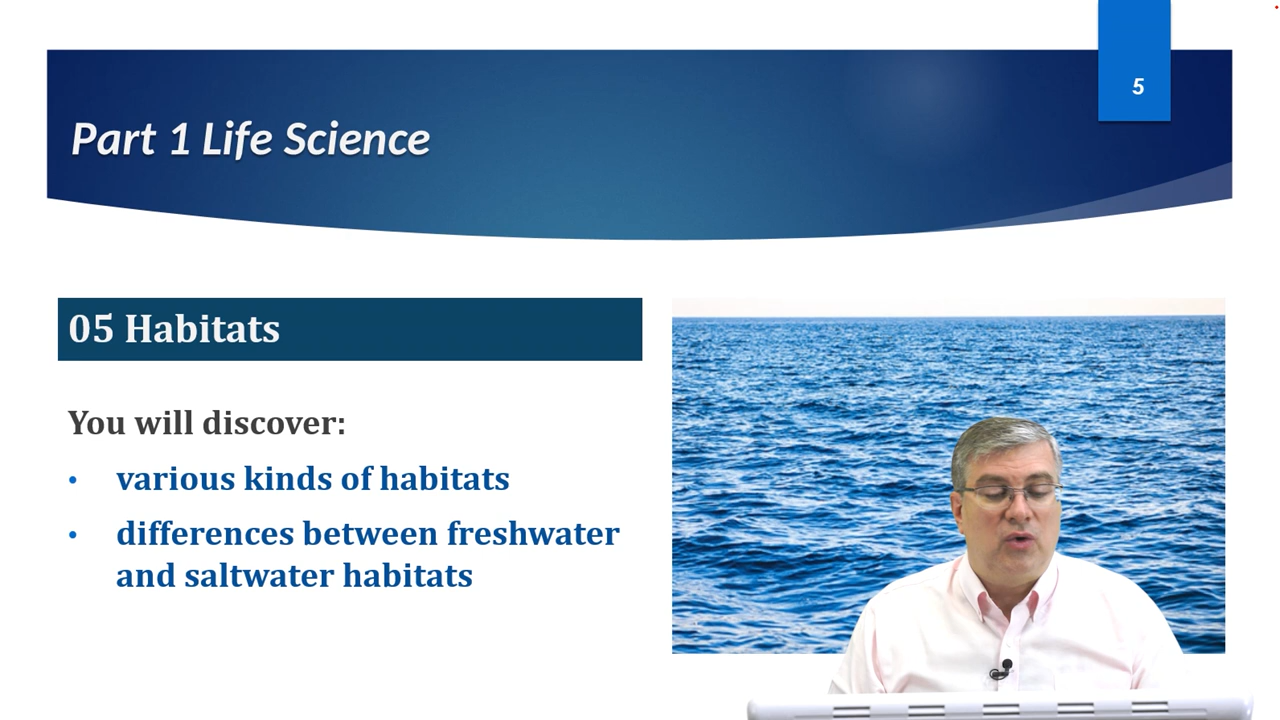 5
Part 1 Life Science
05 Habitats
You will discover:
• various kinds of habitats
• differences between freshwater
and saltwater habitats